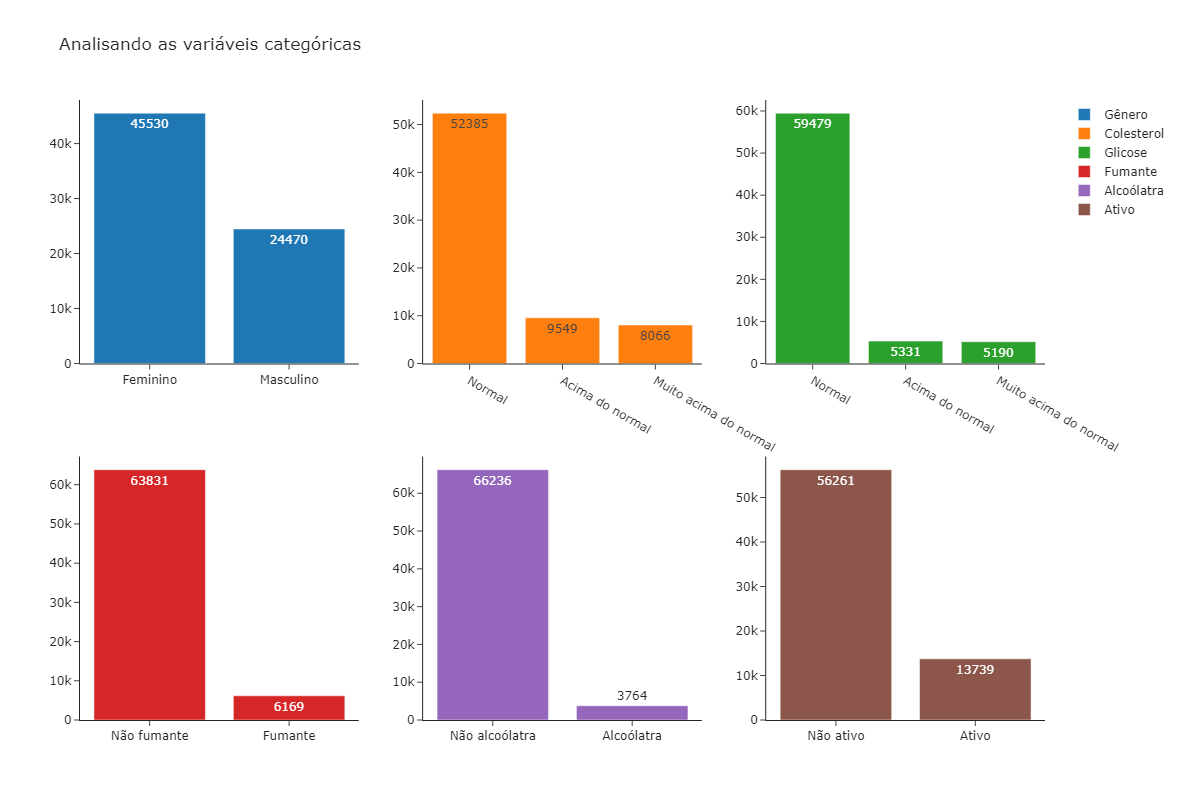 Analisando as variáveis categóricas
45530
24470
40k
30k
20k
10k
0
Feminino
Masculino
52385
9549
8066
50k
40k
30k
20k
10k
0
Normal
Acima do normal
Muito acima do normal
59479
5331
5190
60k
50k
40k
30k
20k
10k
0
Normal
Acima do normal
Muito acima do normal
Gênero
Colesterol
Glicose
Fumante
Alcoólatra
Ativo
63831
6169
60k
50k
40k
30k
20k
10k
0
Não fumante
Fumante
66236
3764
60k
50k
40k
30k
20k
10k
0
Não alcoólatra
Alcoólatra
56261
13739
50k
40k
30k
20k
10k
0
Não ativo
Ativo